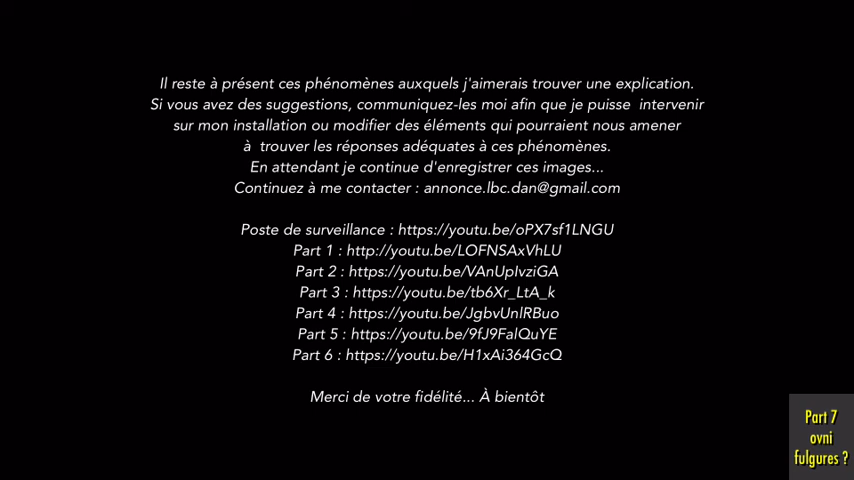 Il reste à présent ces phénomènes auxquels j'aimerais trouver une explication.
Si vous avez des suggestions, communiquez-les moi afin que je puisse  intervenir
sur mon installation ou modifier des éléments qui pourraient nous amener
à  trouver les réponses adéquates à ces phénomènes.
En attendant je continue d'enregistrer ces images...
Continuez à me contacter : annonce.lbc.dan@gmail.com
Poste de surveillance : https://youtu.be/oPX7sf1LNGU
Part 1 : http://youtu.be/LOFNSAxVhLU
Part 2 : https://youtu.be/VAnUpIvziGA
Part 3 : https://youtu.be/tb6Xr_LtA_k
Part 4 : https://youtu.be/JgbvUnlRBuo
Part 5 : https://youtu.be/9fJ9FalQuYE
Part 6 : https://youtu.be/H1xAi364GcQ
Merci de votre fidélité... À bientôt
Part 7
ovni
fulgures ?